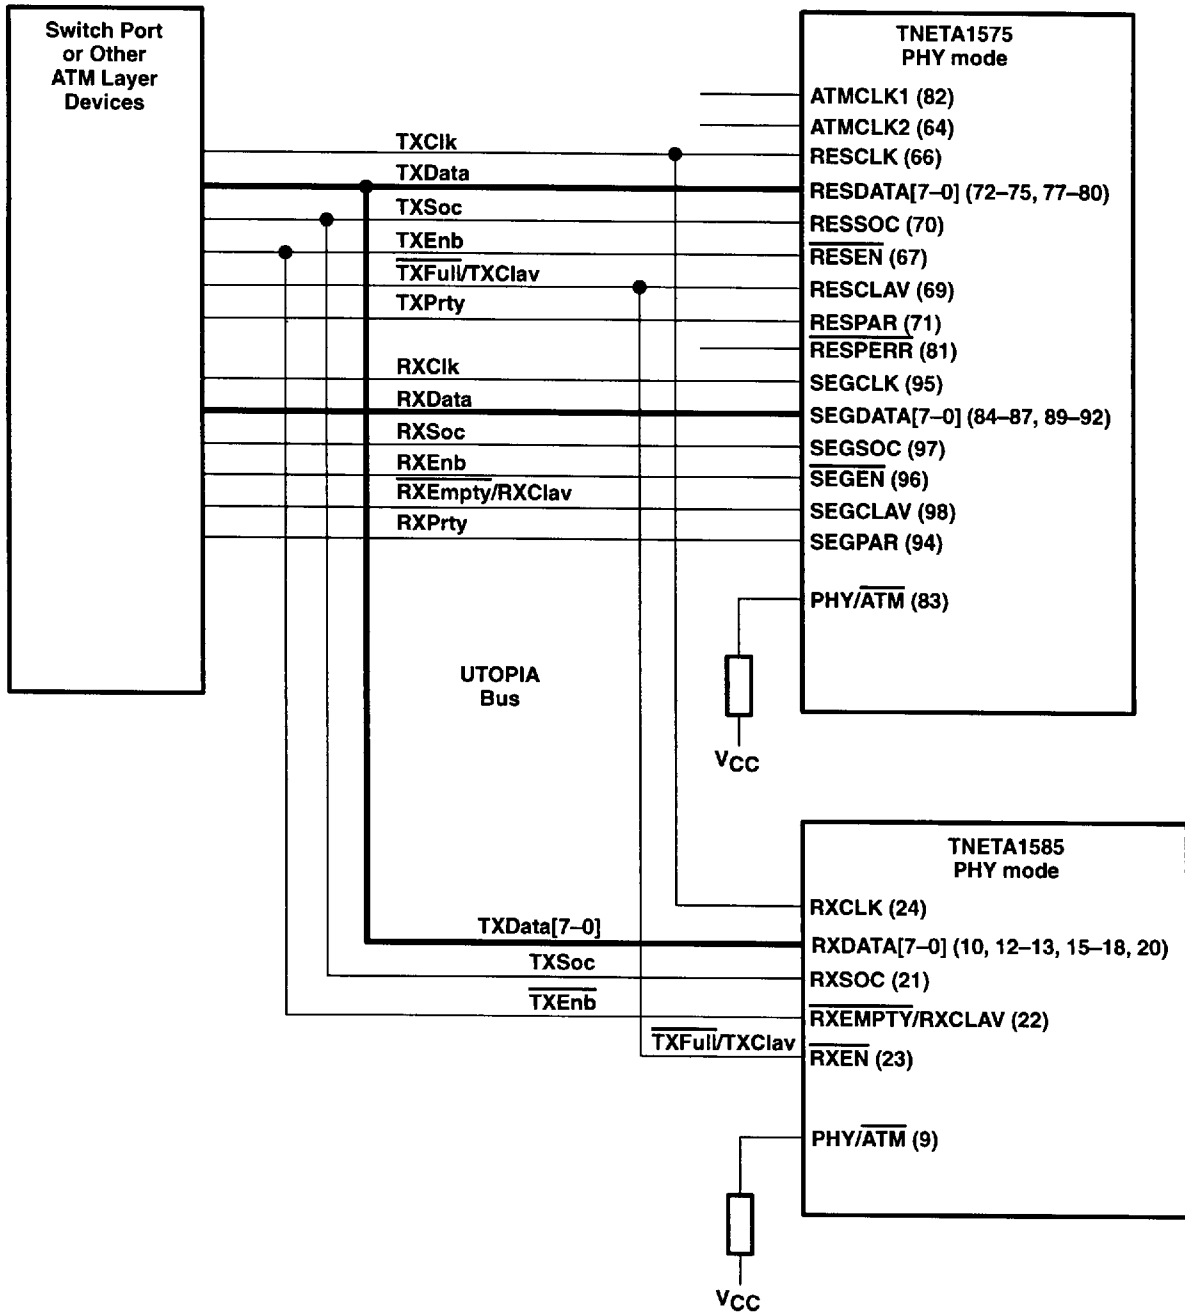 Switch Port
or Other
ATM Layer
Devices
TXClk
TXData
TXSoc
TXEnb
TXFull/TXClav
TXPrty
RXClk
RXData
RXSoc
RXEnb
RXEmpty/RXClav
RXPrty
UTOPIA
Bus
TNETA1575
PHY mode
ATMCLK1 (82)
ATMCLK2 (64)
RESCLK (66)
RESDATA[7–0] (72–75, 77–80)
RESSOC (70)
RESEN (67)
RESCLAV (69)
RESPAR (71)
RESPERR (81)
SEGCLK (95)
SEGDATA[7–0] (84–87, 89–92)
SEGSOC (97)
SEGEN (96)
SEGCLAV (98)
SEGPAR (94)
PHY/ATM (83)
VCC
TNETA1585
PHY mode
TXData[7–0]
TXSoc
TXEnb
TXFull/TXClav
RXCLK (24)
RXDATA[7–0] (10, 12–13, 15–18, 20)
RXSOC (21)
RXEMPTY/RXCLAV (22)
RXEN (23)
PHY/ATM (9)
VCC